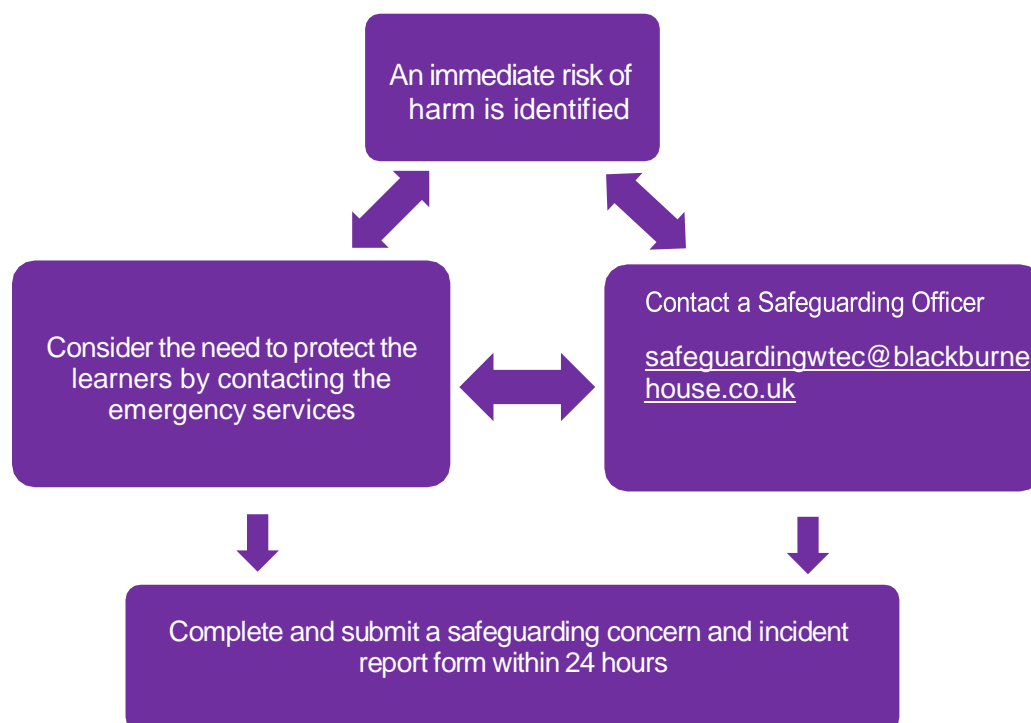 An immediate risk of
harm is identified
Consider the need to protect the
learners by contacting the
emergency services
Contact a Safeguarding Officer
safeguardingwtec@blackburne
house.co.uk
Complete and submit a safeguarding concern and incident
report form within 24 hours